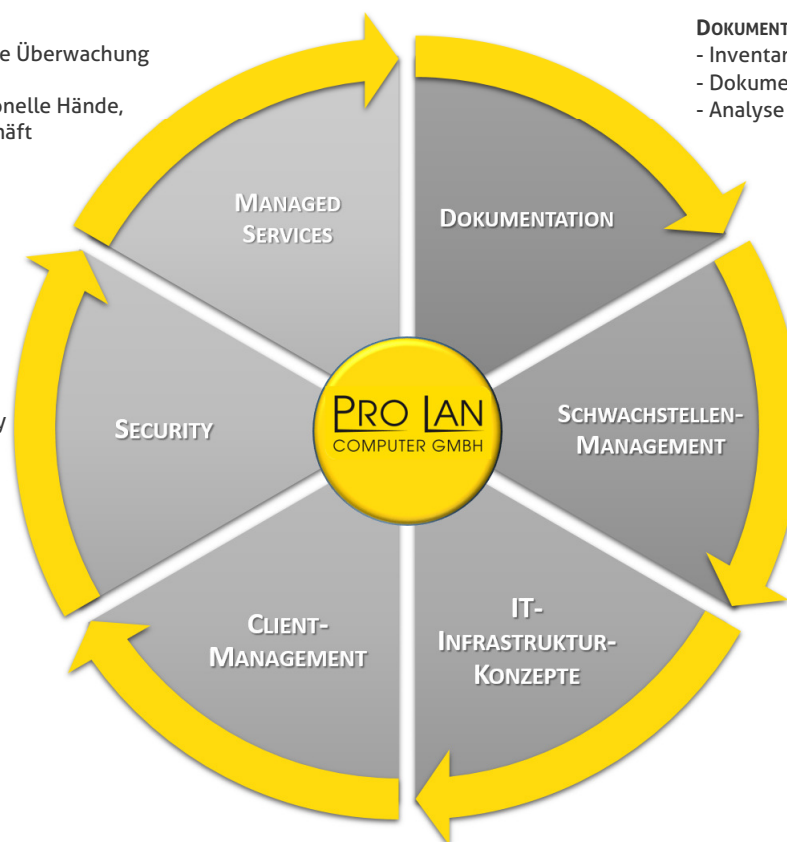 e Überwachung
onelle Hände,
häft
DOKUMENT
- Inventar
- Dokume
- Analyse
MANAGED
SERVICES
DOKUMENTATION
SECURITY
PRO LAN
COMPUTER GMBH
SCHWACHSTELLEN-
MANAGEMENT
CLIENT-
MANAGEMENT
IT-
INFRASTRUKTUR-
KONZEPTE
y